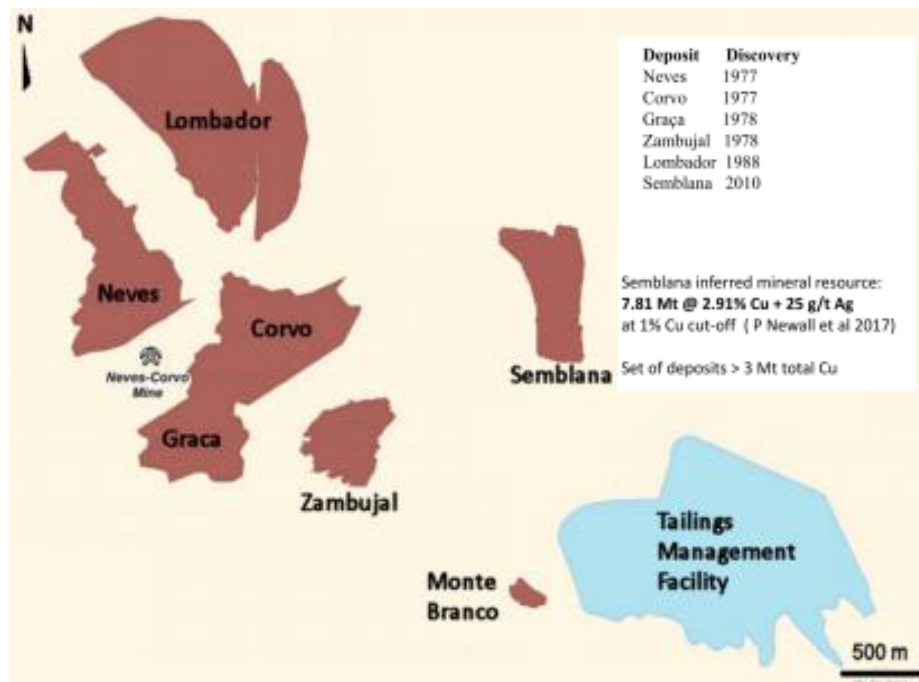 N
Deposit Discovery
Neves 1977
Corvo 1977
Graça 1978
Zambujal 1978
Lombador 1988
Semblana 2010
Lombador
Semblana inferred mineral resource:
7.81 Mt @ 2.91% Cu + 25 g/t Ag
at 1% Cu cut-off ( P Newall et al 2017)
Set of deposits > 3 Mt total Cu
Neves
Corvo
Neves-Corvo
Mine
Semblana
Graca
Zambujal
Tailings
Management
Facility
Monte
Branco
500 m